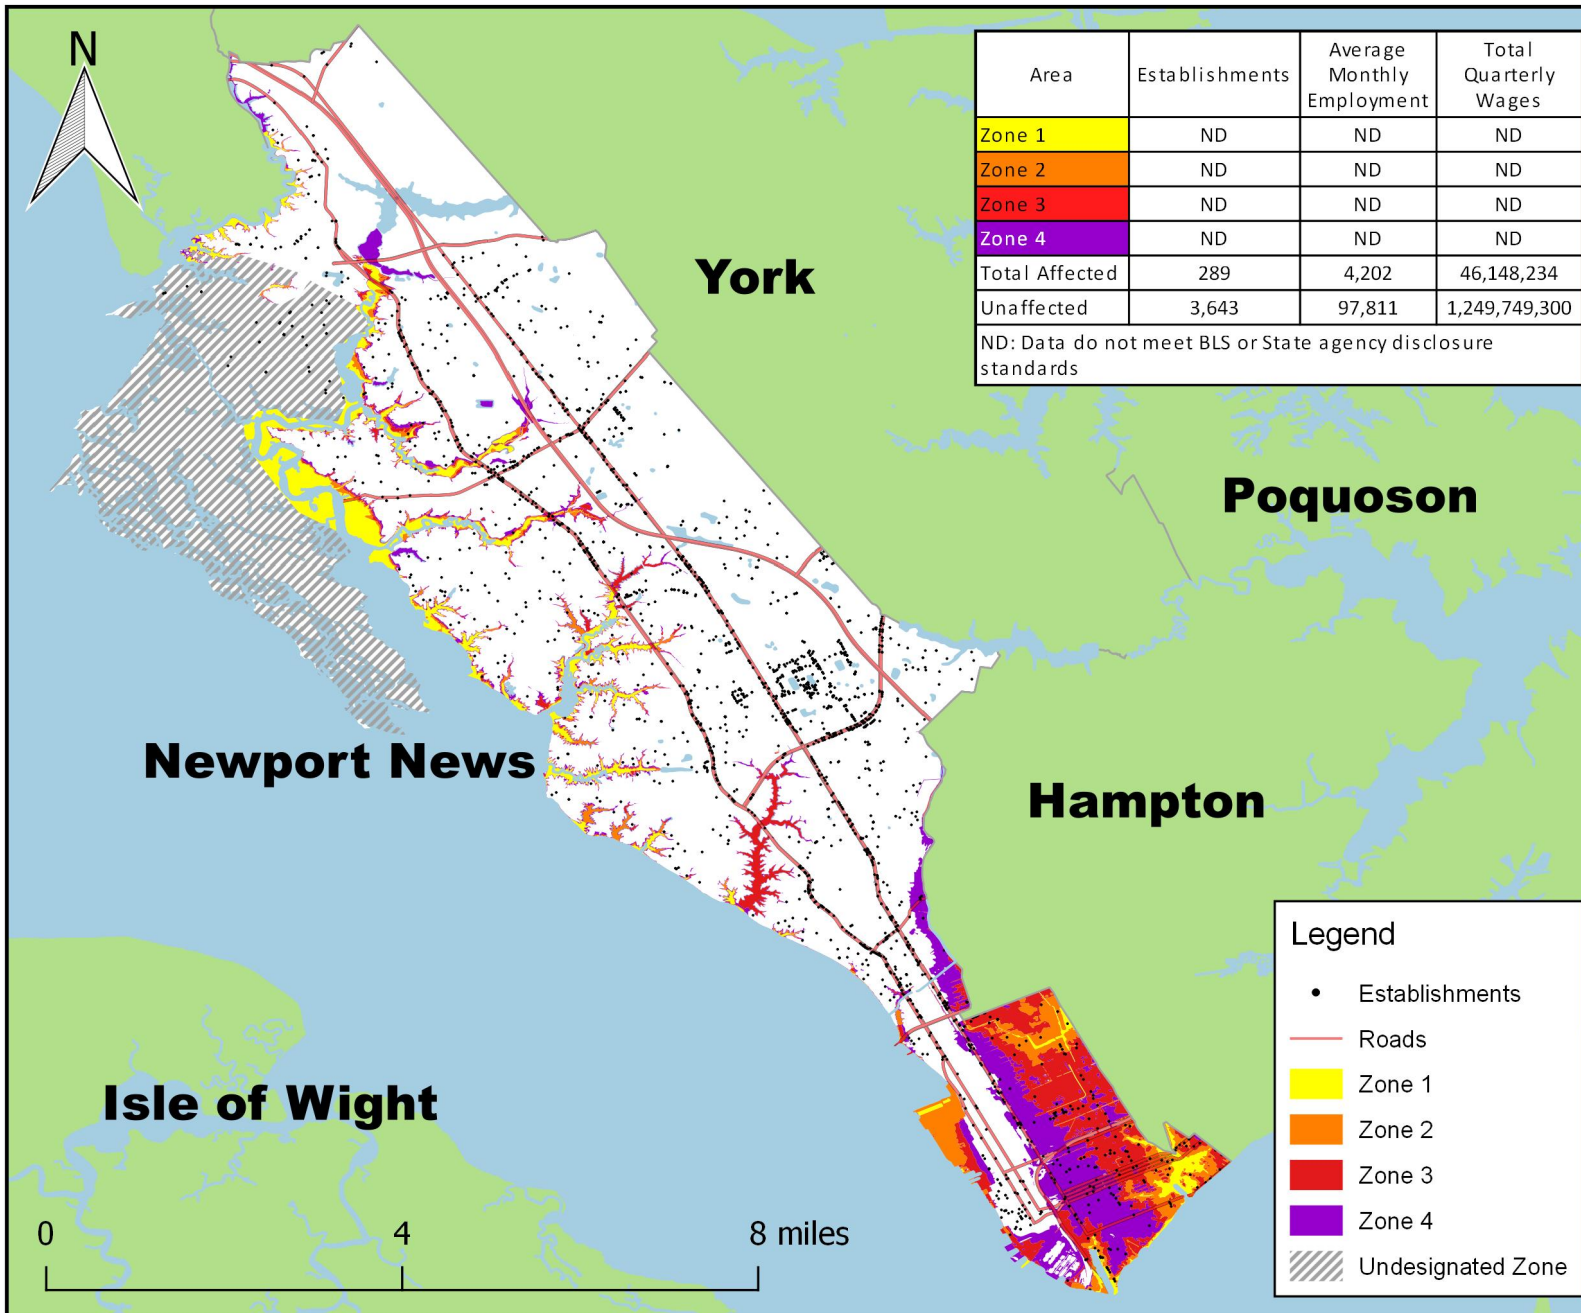 N
Area Establishments Average Monthly Employment Total Quarterly Wages
Zone 1 ND ND ND
Zone 2 ND ND ND
Zone 3 ND ND ND
Zone 4 ND ND ND
Total Affected 289 4,202 46,148,234
Unaffected 3,643 97,811 1,249,749,300
ND: Data do not meet BLS or State agency disclosure
standards
York
Poquoson
Newport News
Hampton
Isle of Wight
Legend
Establishments
Roads
Zone 1
Zone 2
Zone 3
Zone 4
Undesignated Zone
0 4 8 miles